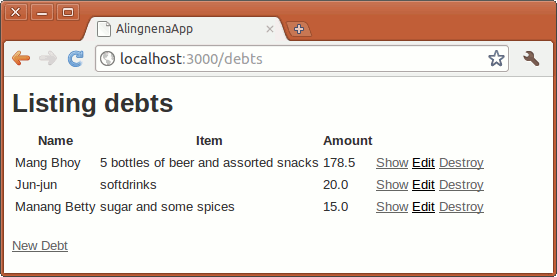 AlingnenaApp
localhost:3000/debts
Listing debts
Name Item Amount
Mang Bhoy 5 bottles of beer and assorted snacks 178.5 Show Edit Destroy
Jun-jun softdrinks 20.0 Show Edit Destroy
Manang Betty sugar and some spices 15.0 Show Edit Destroy
New Debt